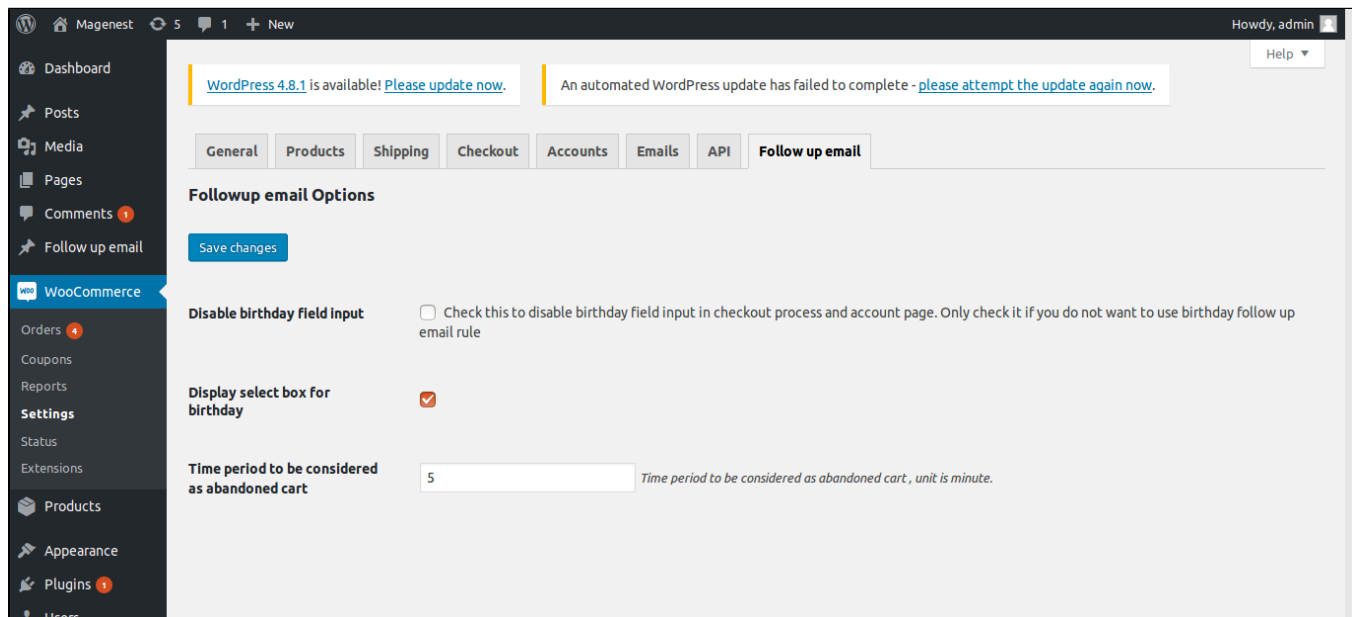 Magenest 5 1 + New Howdy, admin
Help ▼
Dashboard
Posts
Media
Pages
Comments 1
Follow up email
WOO WooCommerce
Orders 4
Coupons
Reports
Settings
Status
Extensions
Products
Appearance
Plugins 1
Users
WordPress 4.8.1 is available! Please update now.
An automated WordPress update has failed to complete - please attempt the update again now.
General Products Shipping Checkout Accounts Emails API Follow up email
Followup email Options
Save changes
Disable birthday field input
Check this to disable birthday field input in checkout process and account page. Only check it if you do not want to use birthday follow up
email rule
Display select box for
birthday
Time period to be considered
as abandoned cart
5
Time period to be considered as abandoned cart , unit is minute.